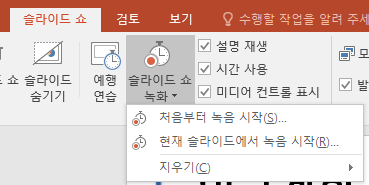 슬라이드 쇼 검토 보기 수행할 작업을 알려 주세
슬라이드 숨기기
예행 연습
슬라이드 쇼 녹화
설명 재생
시간 사용
미디어 컨트롤 표시
모
발
처음부터 녹음 시작(S)...
현재 슬라이드에서 녹음 시작(R)...
지우기(C)